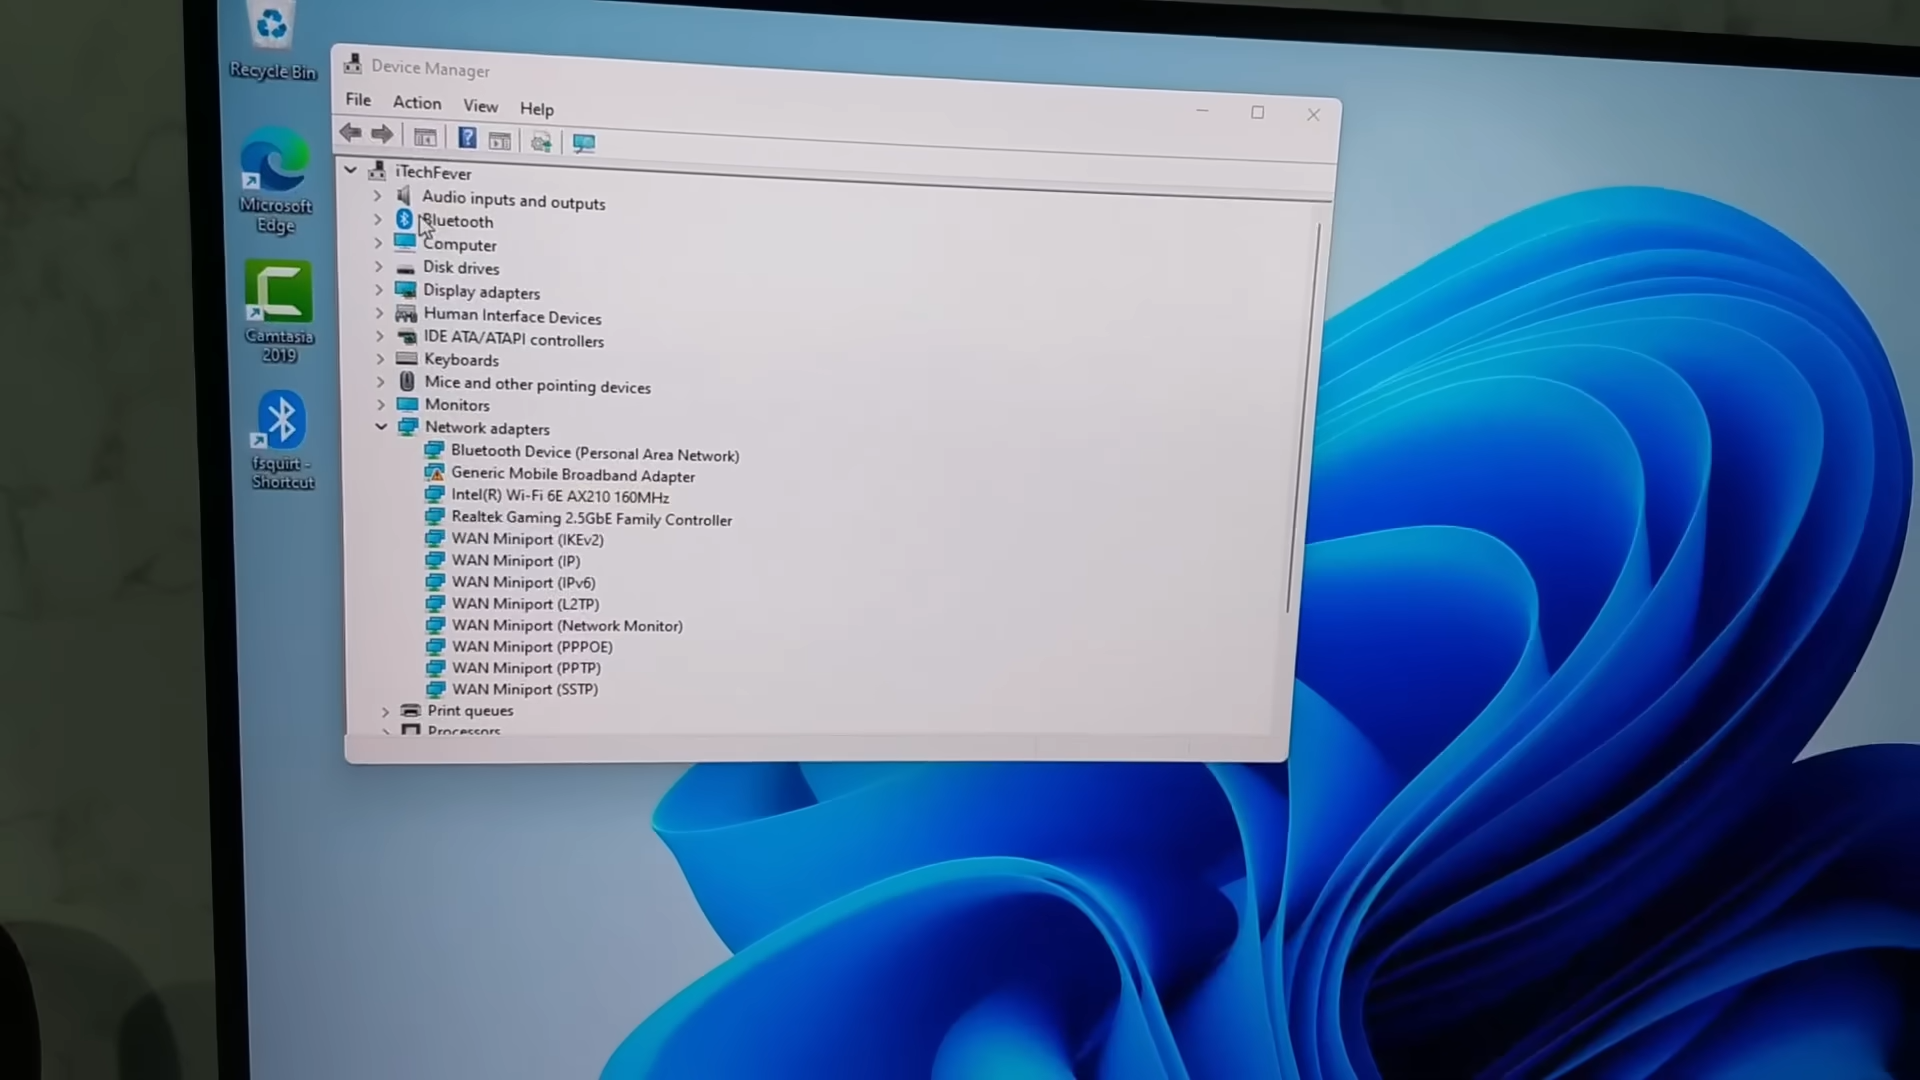 Recycle Bin
Microsoft
Edge
Camtasia
2019
fsquirt -
Shortcut
Device Manager
File Action View Help
iTechFever
Audio inputs and outputs
Bluetooth
Computer
Disk drives
Display adapters
Human Interface Devices
IDE ATA/ATAPI controllers
Keyboards
Mice and other pointing devices
Monitors
Network adapters
Bluetooth Device (Personal Area Network)
Generic Mobile Broadband Adapter
Intel(R) Wi-Fi 6E AX210 160MHz
Realtek Gaming 2.5GbE Family Controller
WAN Miniport (IKEv2)
WAN Miniport (IP)
WAN Miniport (IPv6)
WAN Miniport (L2TP)
WAN Miniport (Network Monitor)
WAN Miniport (PPPOE)
WAN Miniport (PPTP)
WAN Miniport (SSTP)
Print queues
Processors